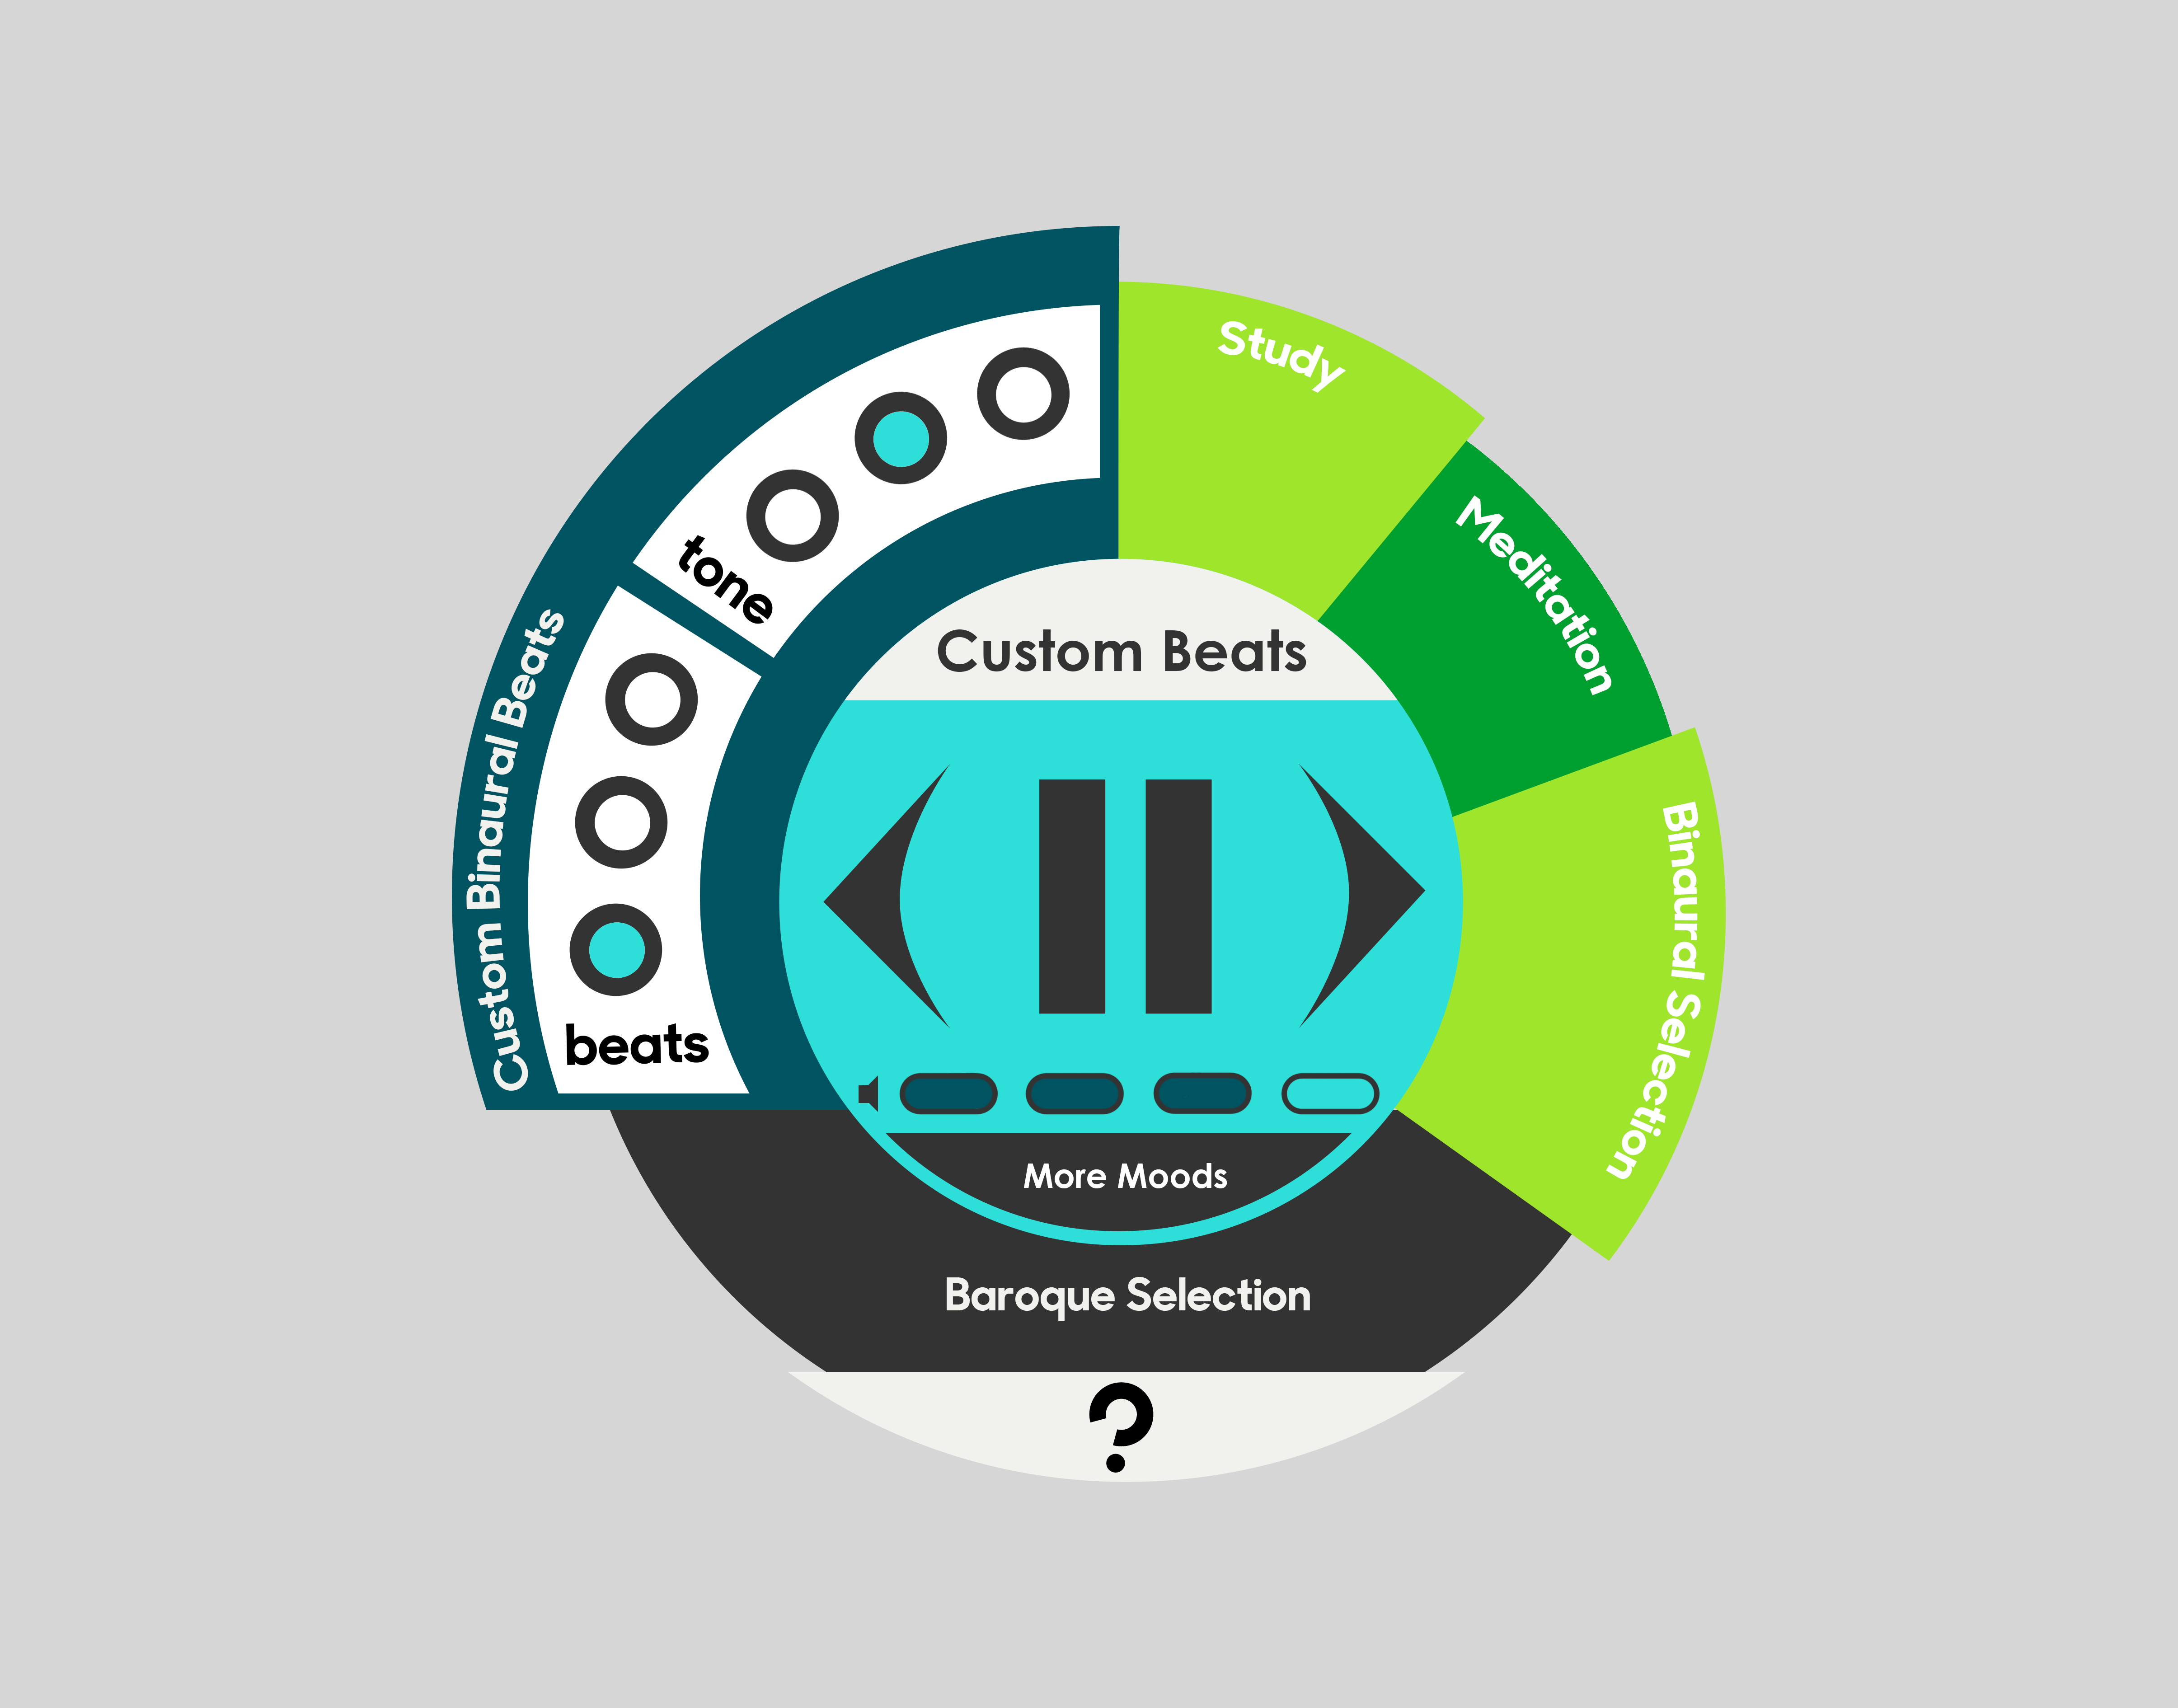 Study
Meditation
Binaural Selection
Custom Binaural Beats
tone
beats
Custom Beats
More Moods
Baroque Selection
?